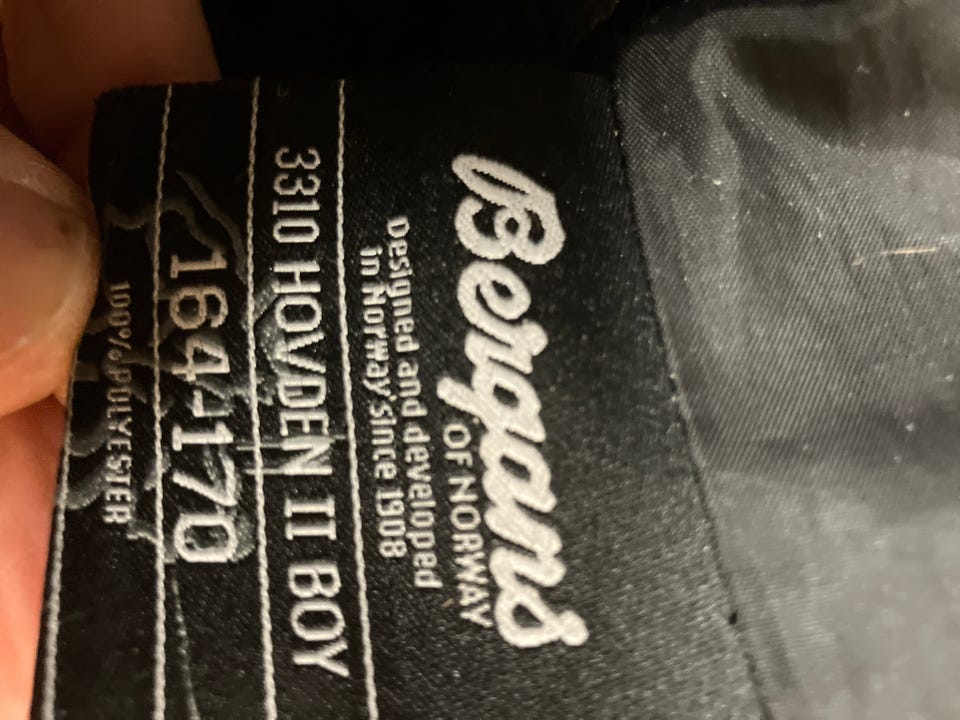 Bergans
OF NORWAY
Designed and developed
in Norway since 1908
3310 HOVDEN II BOY
164-170
100% POLYESTER